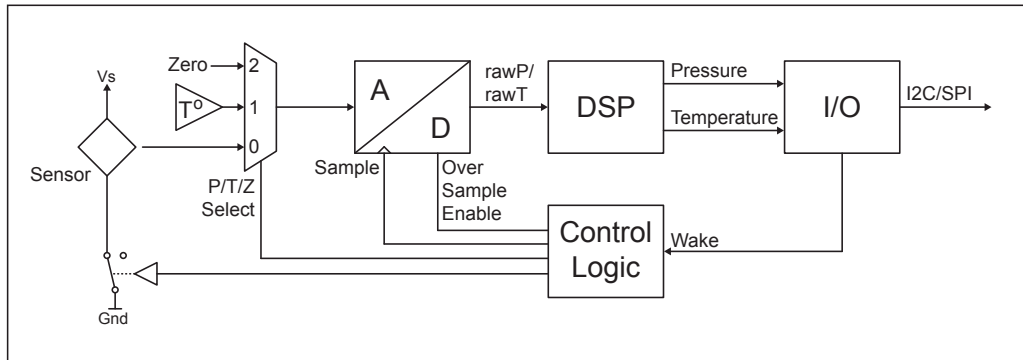 Zero
2
Vs
T°
1
0
Sensor
P/T/Z
Select
A
D
Sample
Over
Sample
Enable
rawP/
rawT
DSP
Pressure
Temperature
I/O
I2C/SPI
Control
Logic
Wake
Gnd